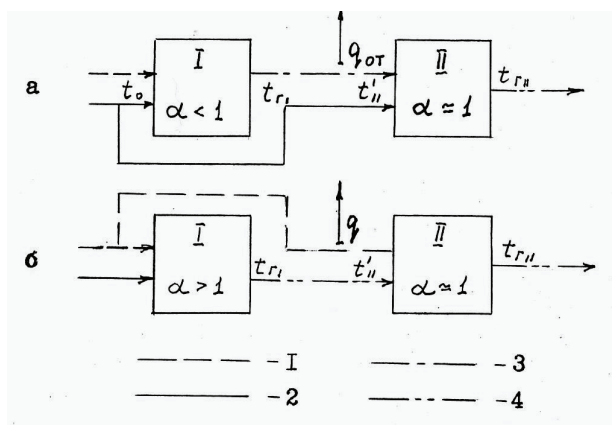 а
I
α < 1
t₀
t_г₁
q_от
t'_II
II
α ≃ 1
t_гII
б
I
α > 1
t_г₁
q
t'_II
II
α ≃ 1
t_гII
- I
- 2
- 3
- 4